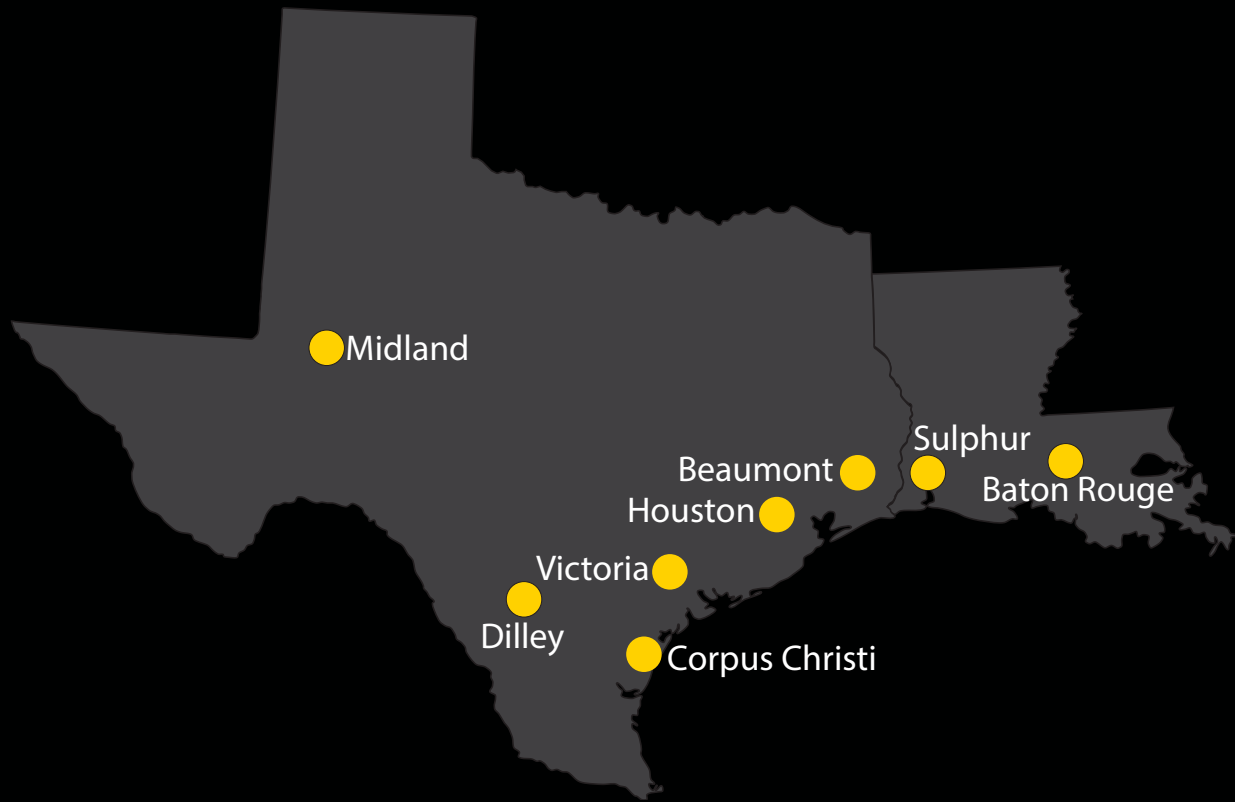 Midland
Sulphur
Beaumont
Baton Rouge
Houston
Victoria
Dilley
Corpus Christi